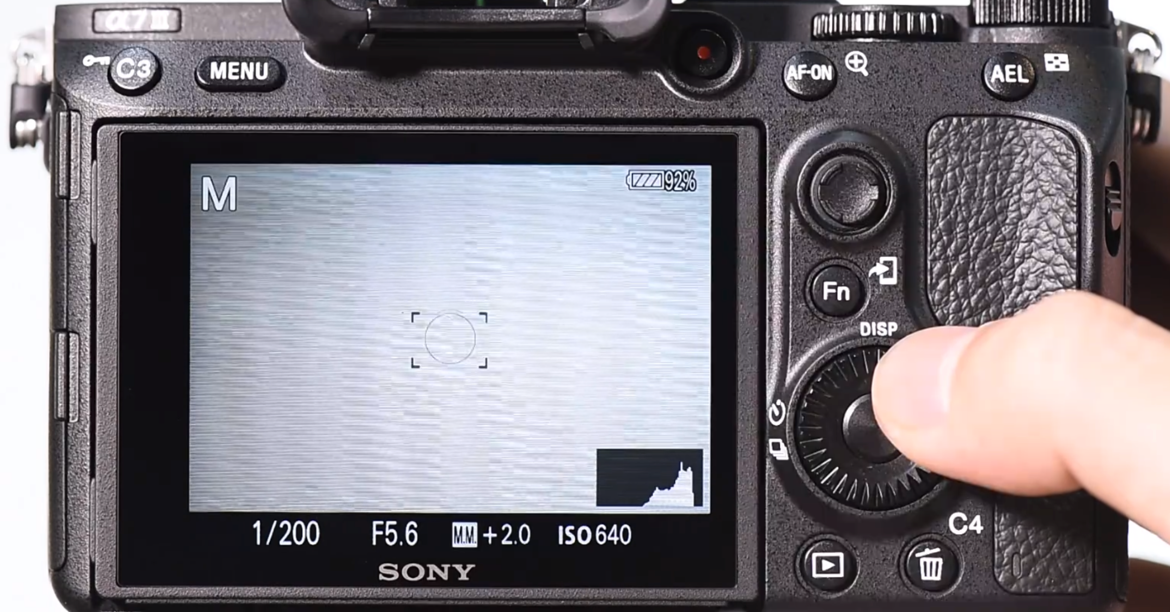 α7 III
C3
MENU
AF-ON
AEL
M
92%
Fn
DISP
1/200 F5.6 M.M. +2.0 ISO 640
C4
SONY